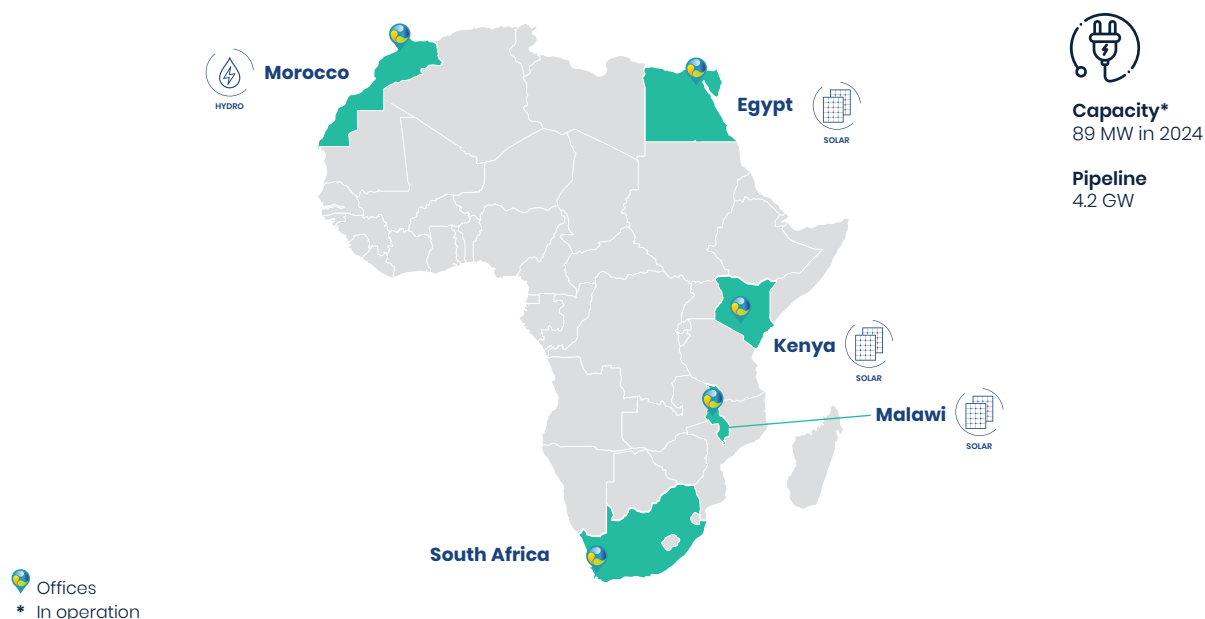 Morocco
HYDRO
Egypt
SOLAR
Capacity*
89 MW in 2024
Pipeline
4.2 GW
Kenya
SOLAR
Malawi
SOLAR
South Africa
Offices
* In operation